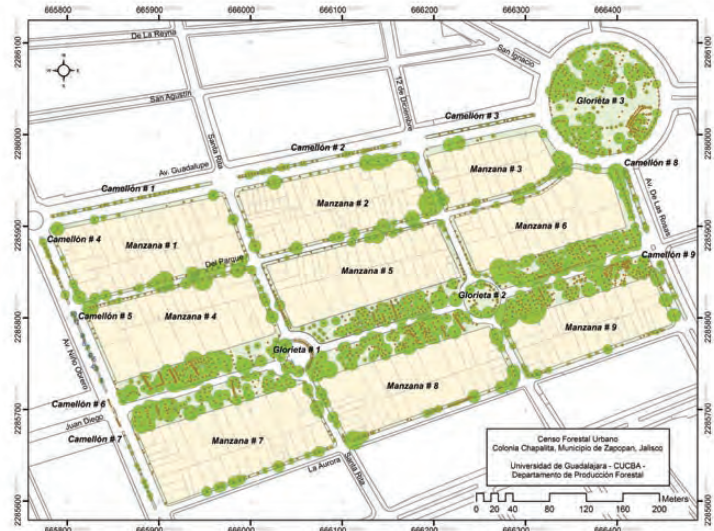 665800 665900 666000 666100 666200 666300 666400
2286100 2286100
De La Reyna
San Ignacio
N
San Agustín
12 de Diciembre
Glorieta # 3
2286000 2286000
Santa Rita
Camellón # 3
Camellón # 2
Av. Guadalupe
Camellón # 8
Manzana # 3
Camellón # 1
Manzana # 2
Av. De Las Rosas
2285900 2285900
Camellón # 4
Manzana # 1
Manzana # 6
Camellón # 9
Del Parque
Manzana # 5
Glorieta # 2
2285800 2285800
Camellón # 5
Manzana # 4
Manzana # 9
Av. Niño Obrero
Glorieta # 1
Manzana # 8
Camellón # 6
2285700 2285700
Juan Diego
Camellón # 7
Manzana # 7
La Aurora
Santa Rita
Censo Forestal Urbano
Colonia Chapalita, Municipio de Zapopan, Jalisco
Universidad de Guadalajara - CUCBA -
Departamento de Producción Forestal
Meters
0 20 40 80 120 160 200
2285600 2285600
665800 665900 666000 666100 666200 666300 666400